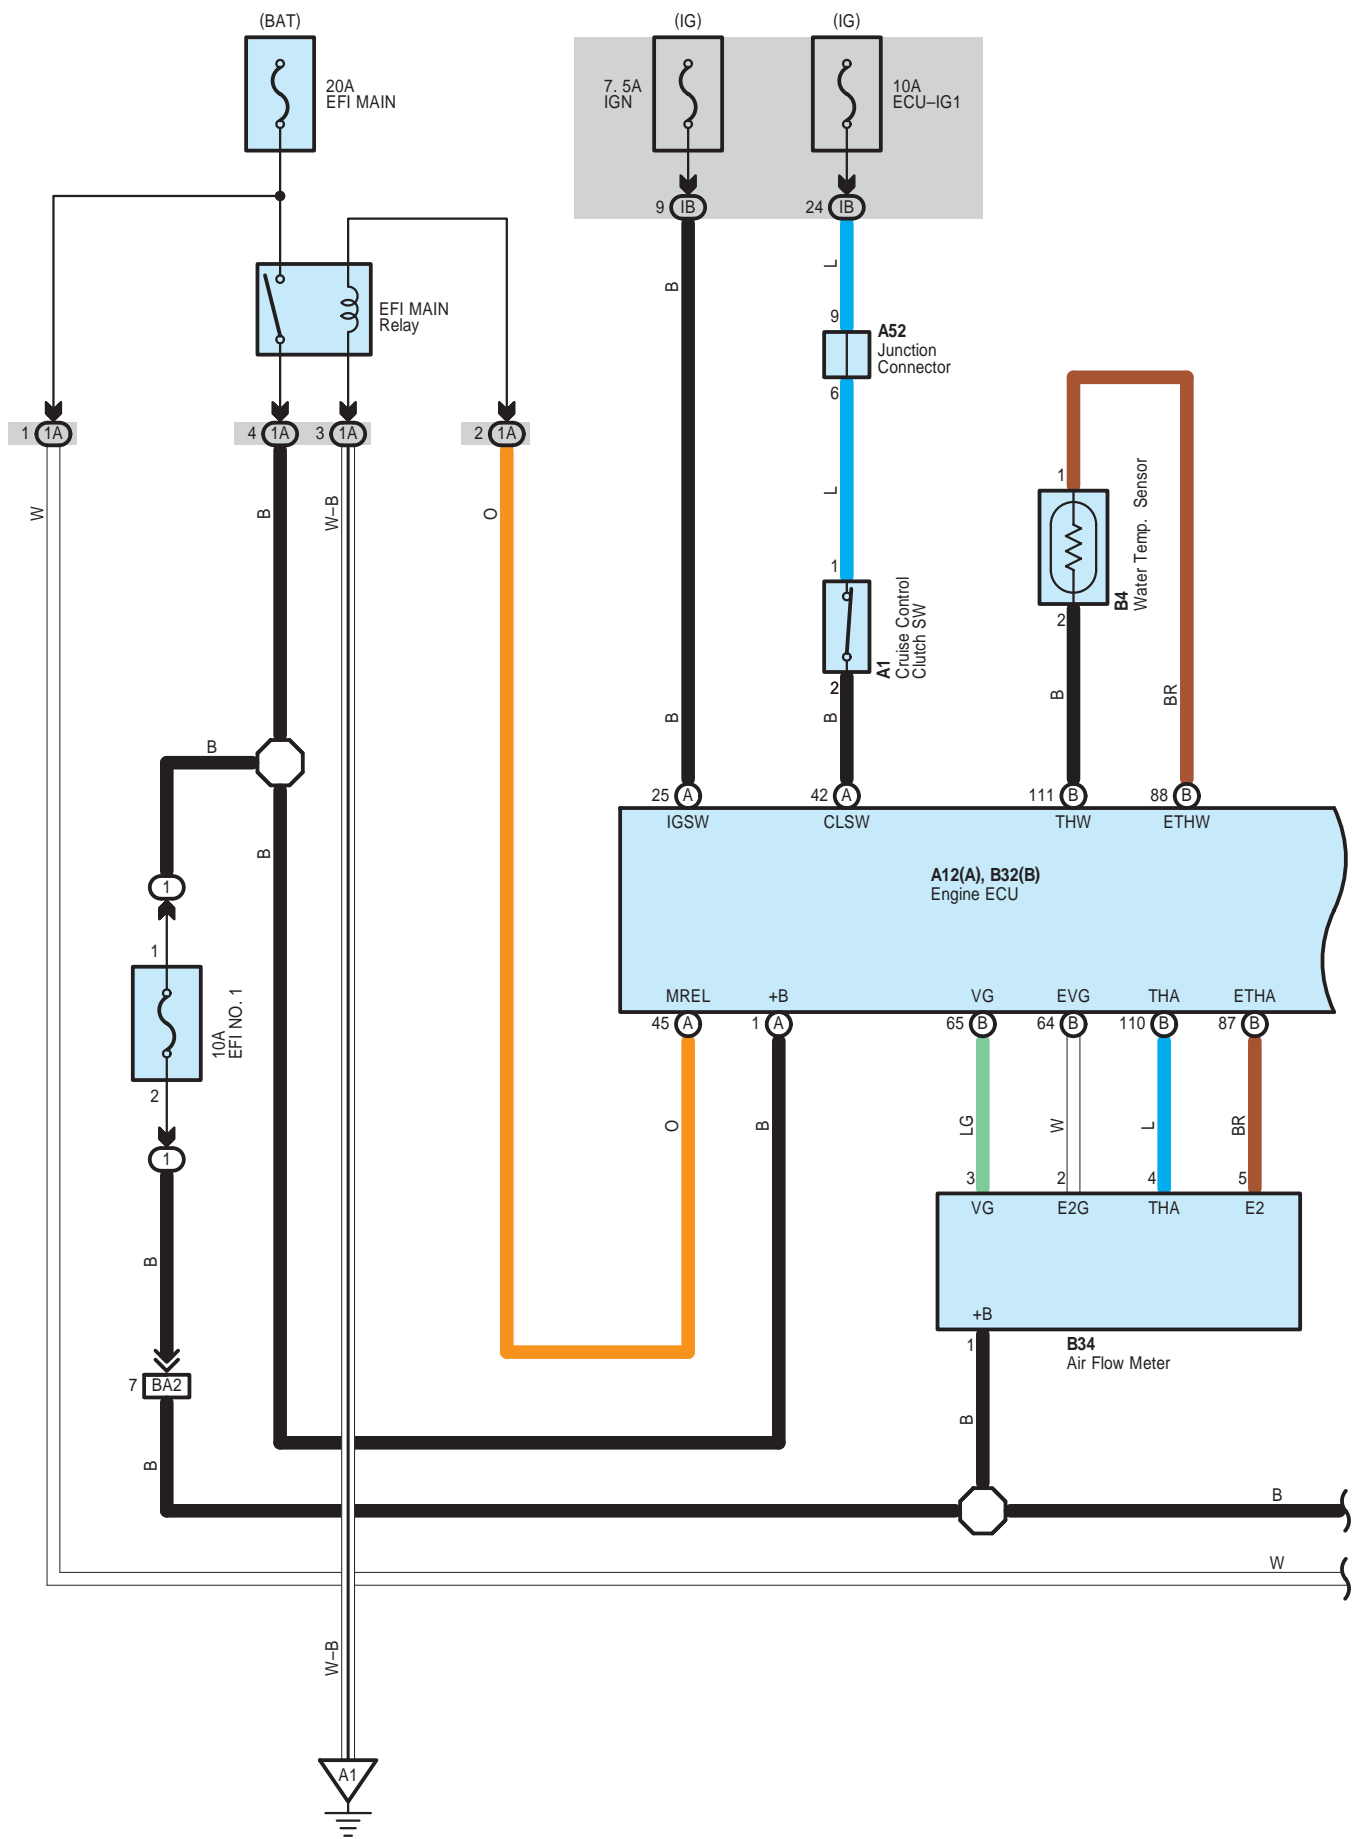 (BAT)
(IG)
(IG)
20A
EFI MAIN
7. 5A
IGN
10A
ECU–IG1
9 IB
24 IB
EFI MAIN
Relay
L
B
9
A52
Junction
Connector
6
1 1A
4 1A
3 1A
2 1A
W
B
W–B
O
L
1
B4
Water Temp. Sensor
2
1
A1
Cruise Control
Clutch SW
2
B
B
B
BR
B
25 A
42 A
111 B
88 B
IGSW
CLSW
THW
ETHW
B
1
A12(A), B32(B)
Engine ECU
1
10A
EFI NO. 1
2
MREL
+B
VG
EVG
THA
ETHA
45 A
1 A
65 B
64 B
110 B
87 B
1
O
B
LG
W
L
BR
3
2
4
5
VG
E2G
THA
E2
B
+B
1
B34
Air Flow Meter
7 BA2
B
B
B
W
W–B
A1